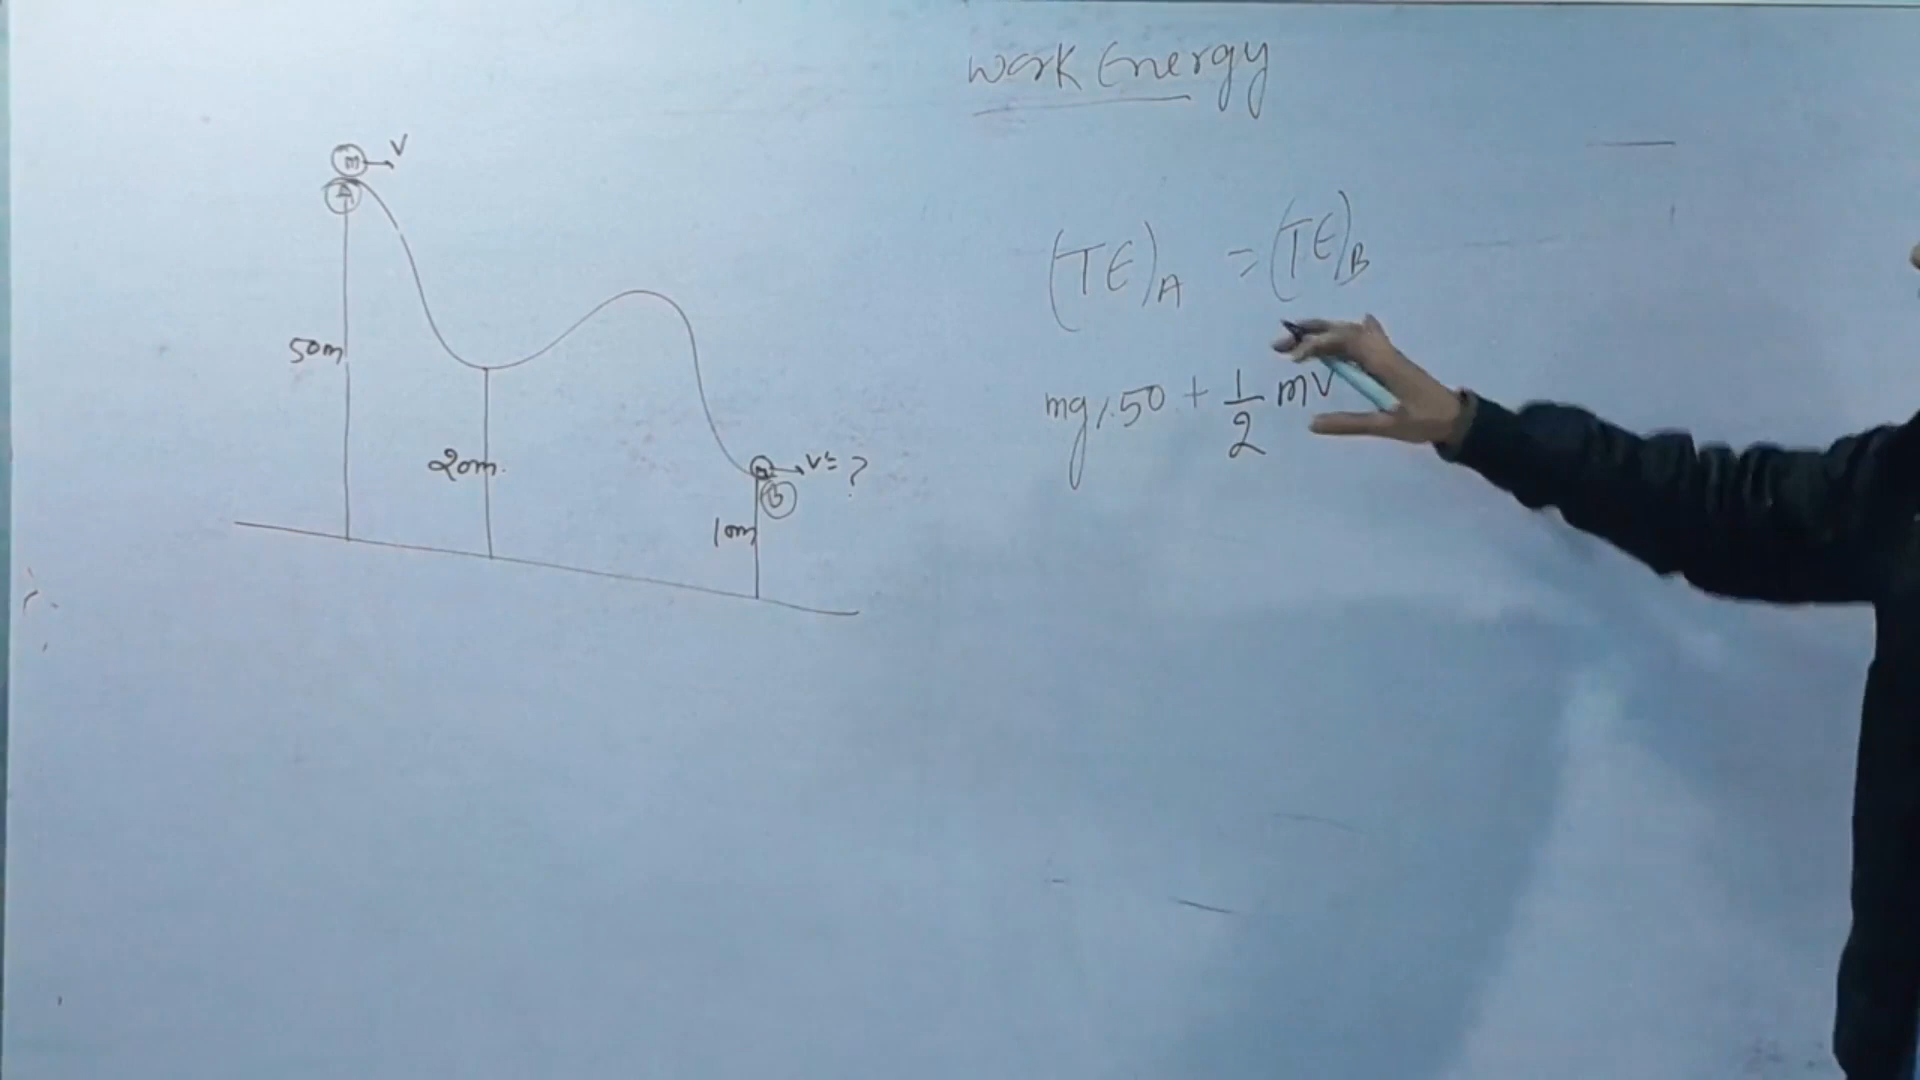 Work Energy
m → V
A
50m
20m.
m → V = ?
B
10m
(TE)A = (TE)B
mg×50 + 1/2 mV